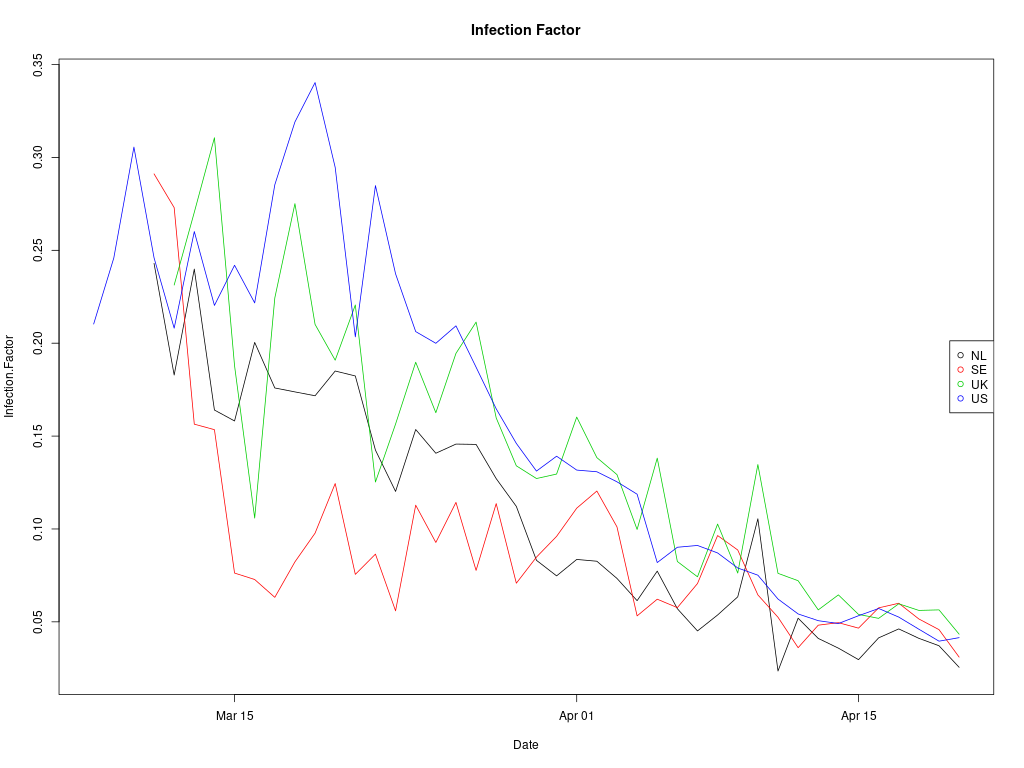 Infection Factor
Infection.Factor
0.35
0.30
0.25
0.20
0.15
0.10
0.05
NL
SE
UK
US
Mar 15
Apr 01
Apr 15
Date